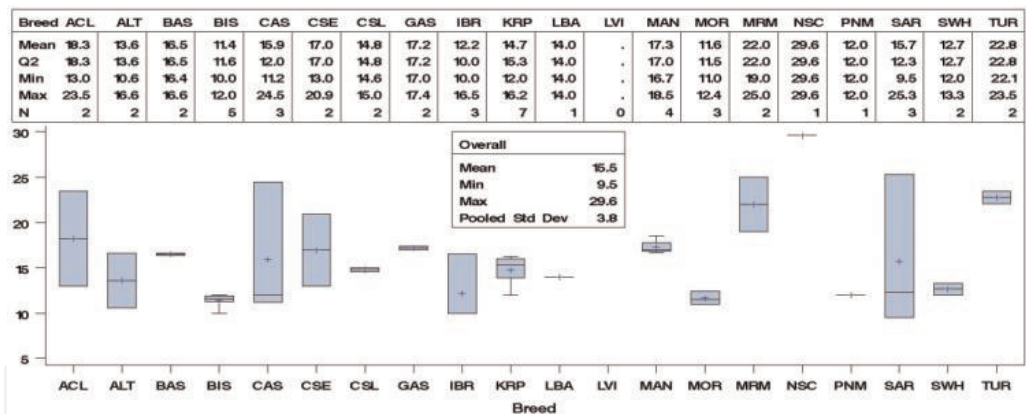 Breed ACL ALT BAS BIS CAS CSE CSL GAS IBR KRP LBA LVI MAN MOR MRM NSC PNM SAR SWH TUR
Mean 18.3 13.6 16.5 11.4 15.9 17.0 14.8 17.2 12.2 14.7 14.0 . 17.3 11.6 22.0 29.6 12.0 15.7 12.7 22.8
Q2 18.3 13.6 16.5 11.6 12.0 17.0 14.8 17.2 10.0 15.3 14.0 . 17.0 11.5 22.0 29.6 12.0 12.3 12.7 22.8
Min 13.0 10.6 16.4 10.0 11.2 13.0 14.6 17.0 10.0 12.0 14.0 . 16.7 11.0 19.0 29.6 12.0 9.5 12.0 22.1
Max 23.5 16.6 16.6 12.0 24.5 20.9 15.0 17.4 16.5 16.2 14.0 . 18.5 12.4 25.0 29.6 12.0 25.3 13.3 23.5
N 2 2 2 5 3 2 2 2 3 7 1 0 4 3 2 1 1 3 2 2
30
25
20
15
10
5
Overall
Mean 15.5
Min 9.5
Max 29.6
Pooled Std Dev 3.8
ACL ALT BAS BIS CAS CSE CSL GAS IBR KRP LBA LVI MAN MOR MRM NSC PNM SAR SWH TUR
Breed